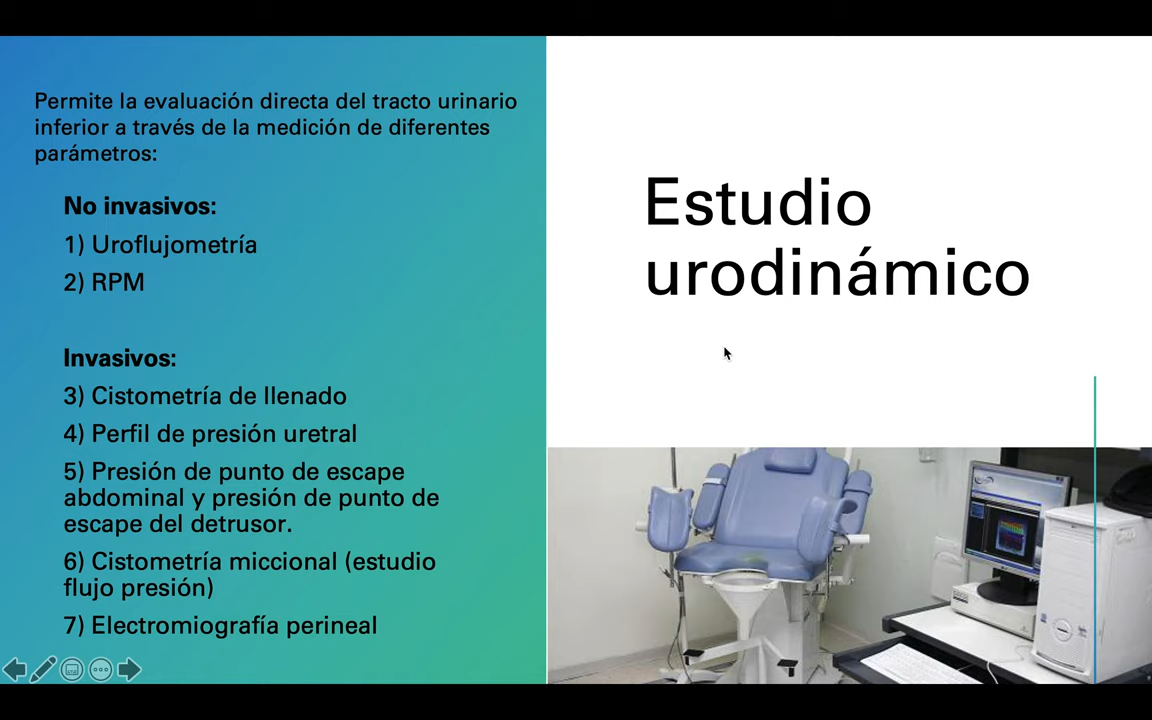 Permite la evaluación directa del tracto urinario
inferior a través de la medición de diferentes
parámetros:
No invasivos:
1) Uroflujometría
2) RPM
Invasivos:
3) Cistometría de llenado
4) Perfil de presión uretral
5) Presión de punto de escape
abdominal y presión de punto de
escape del detrusor.
6) Cistometría miccional (estudio
flujo presión)
7) Electromiografía perineal
Estudio
urodinámico